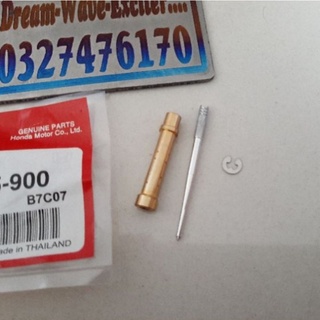 Dream-Wave-Exciter....
0327476170
GENUINE PARTS
Honda Motor Co., Ltd.
-900
B7C07
ade in THAILAND